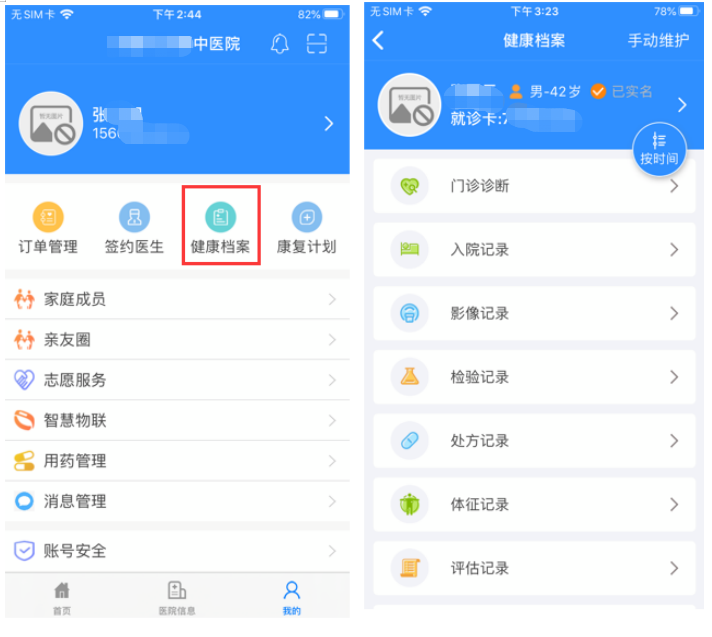 无SIM卡 下午2:44 82%
中医院
暂无图片
张
156
订单管理 签约医生 健康档案 康复计划
家庭成员
亲友圈
志愿服务
智慧物联
用药管理
消息管理
账号安全
首页 医院信息 我的
无SIM卡 下午3:23 78%
健康档案 手动维护
暂无图片
男-42岁 已实名
就诊卡:
按时间
门诊诊断
入院记录
影像记录
检验记录
处方记录
体征记录
评估记录